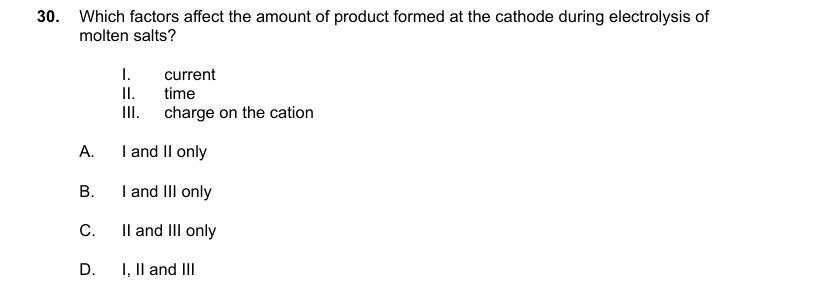 30. Which factors affect the amount of product formed at the cathode during electrolysis of
molten salts?
I. current
II. time
III. charge on the cation
A. I and II only
B. I and III only
C. II and III only
D. I, II and III